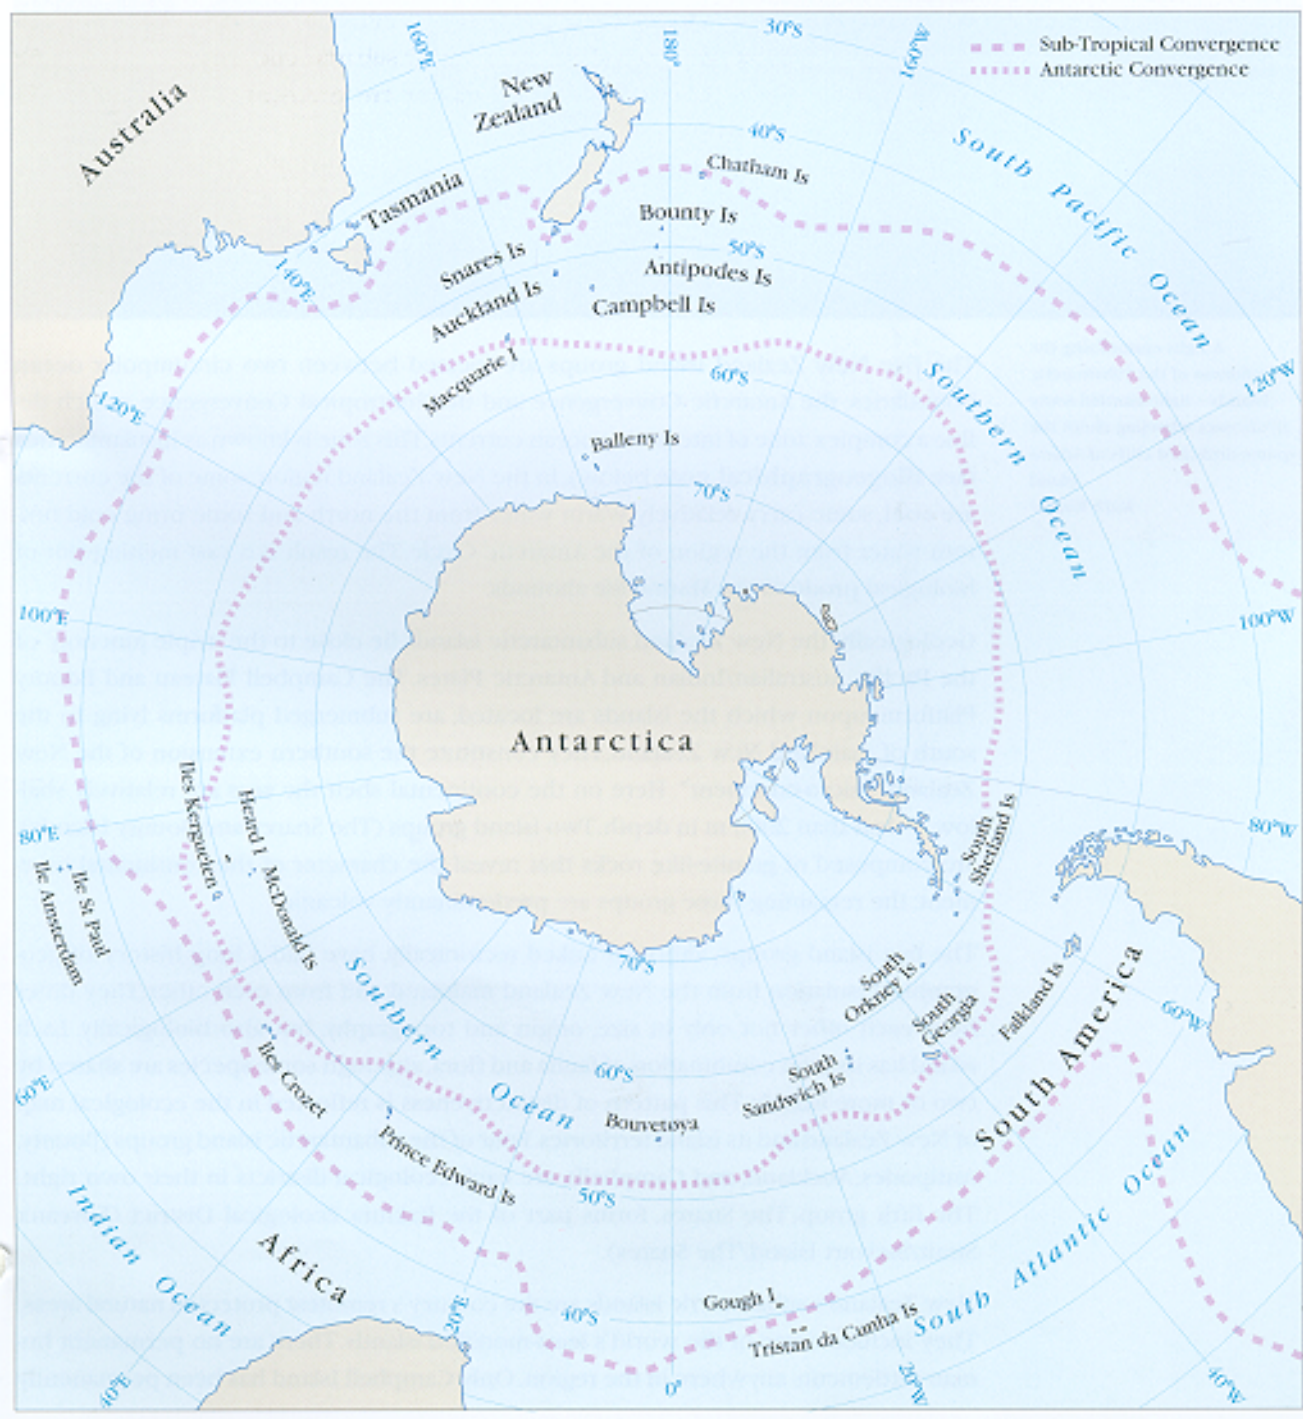 160°E
180°
30°S
160°W
Sub-Tropical Convergence
Antarctic Convergence
Australia
New
Zealand
40°S
South Pacific Ocean
Chatham Is
Tasmania
Bounty Is
50°S
Snares Is
Antipodes Is
140°E
Auckland Is
Campbell Is
Macquarie I
60°S
120°W
120°E
Southern Ocean
Balleny Is
70°S
100°E
100°W
Antarctica
Iles Kerguelen
Heard I - McDonald Is
South
Shetland Is
80°E
80°W
Ile St Paul
Ile Amsterdam
70°S
South
Orkney Is
South
Georgia
Falkland Is
South America
60°W
Southern Ocean
60°E
Iles Crozet
60°S
South
Sandwich Is
Bouvetoya
Prince Edward Is
50°S
Indian Ocean
Africa
South Atlantic Ocean
Gough I
40°S
20°E
Tristan da Cunha Is
40°E
0°
20°W
40°W